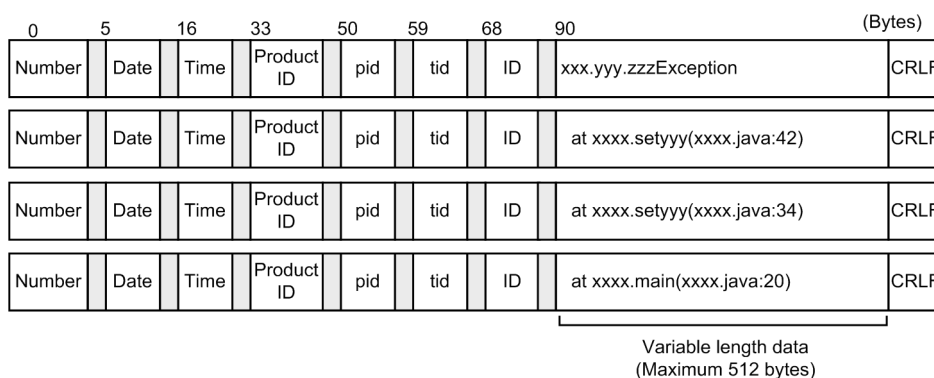 0 5 16 33 50 59 68 90 (Bytes)
Number Date Time Product ID pid tid ID xxx.yyy.zzzException CRLF
Number Date Time Product ID pid tid ID at xxxx.setyyy(xxxx.java:42) CRLF
Number Date Time Product ID pid tid ID at xxxx.setyyy(xxxx.java:34) CRLF
Number Date Time Product ID pid tid ID at xxxx.main(xxxx.java:20) CRLF
Variable length data
(Maximum 512 bytes)